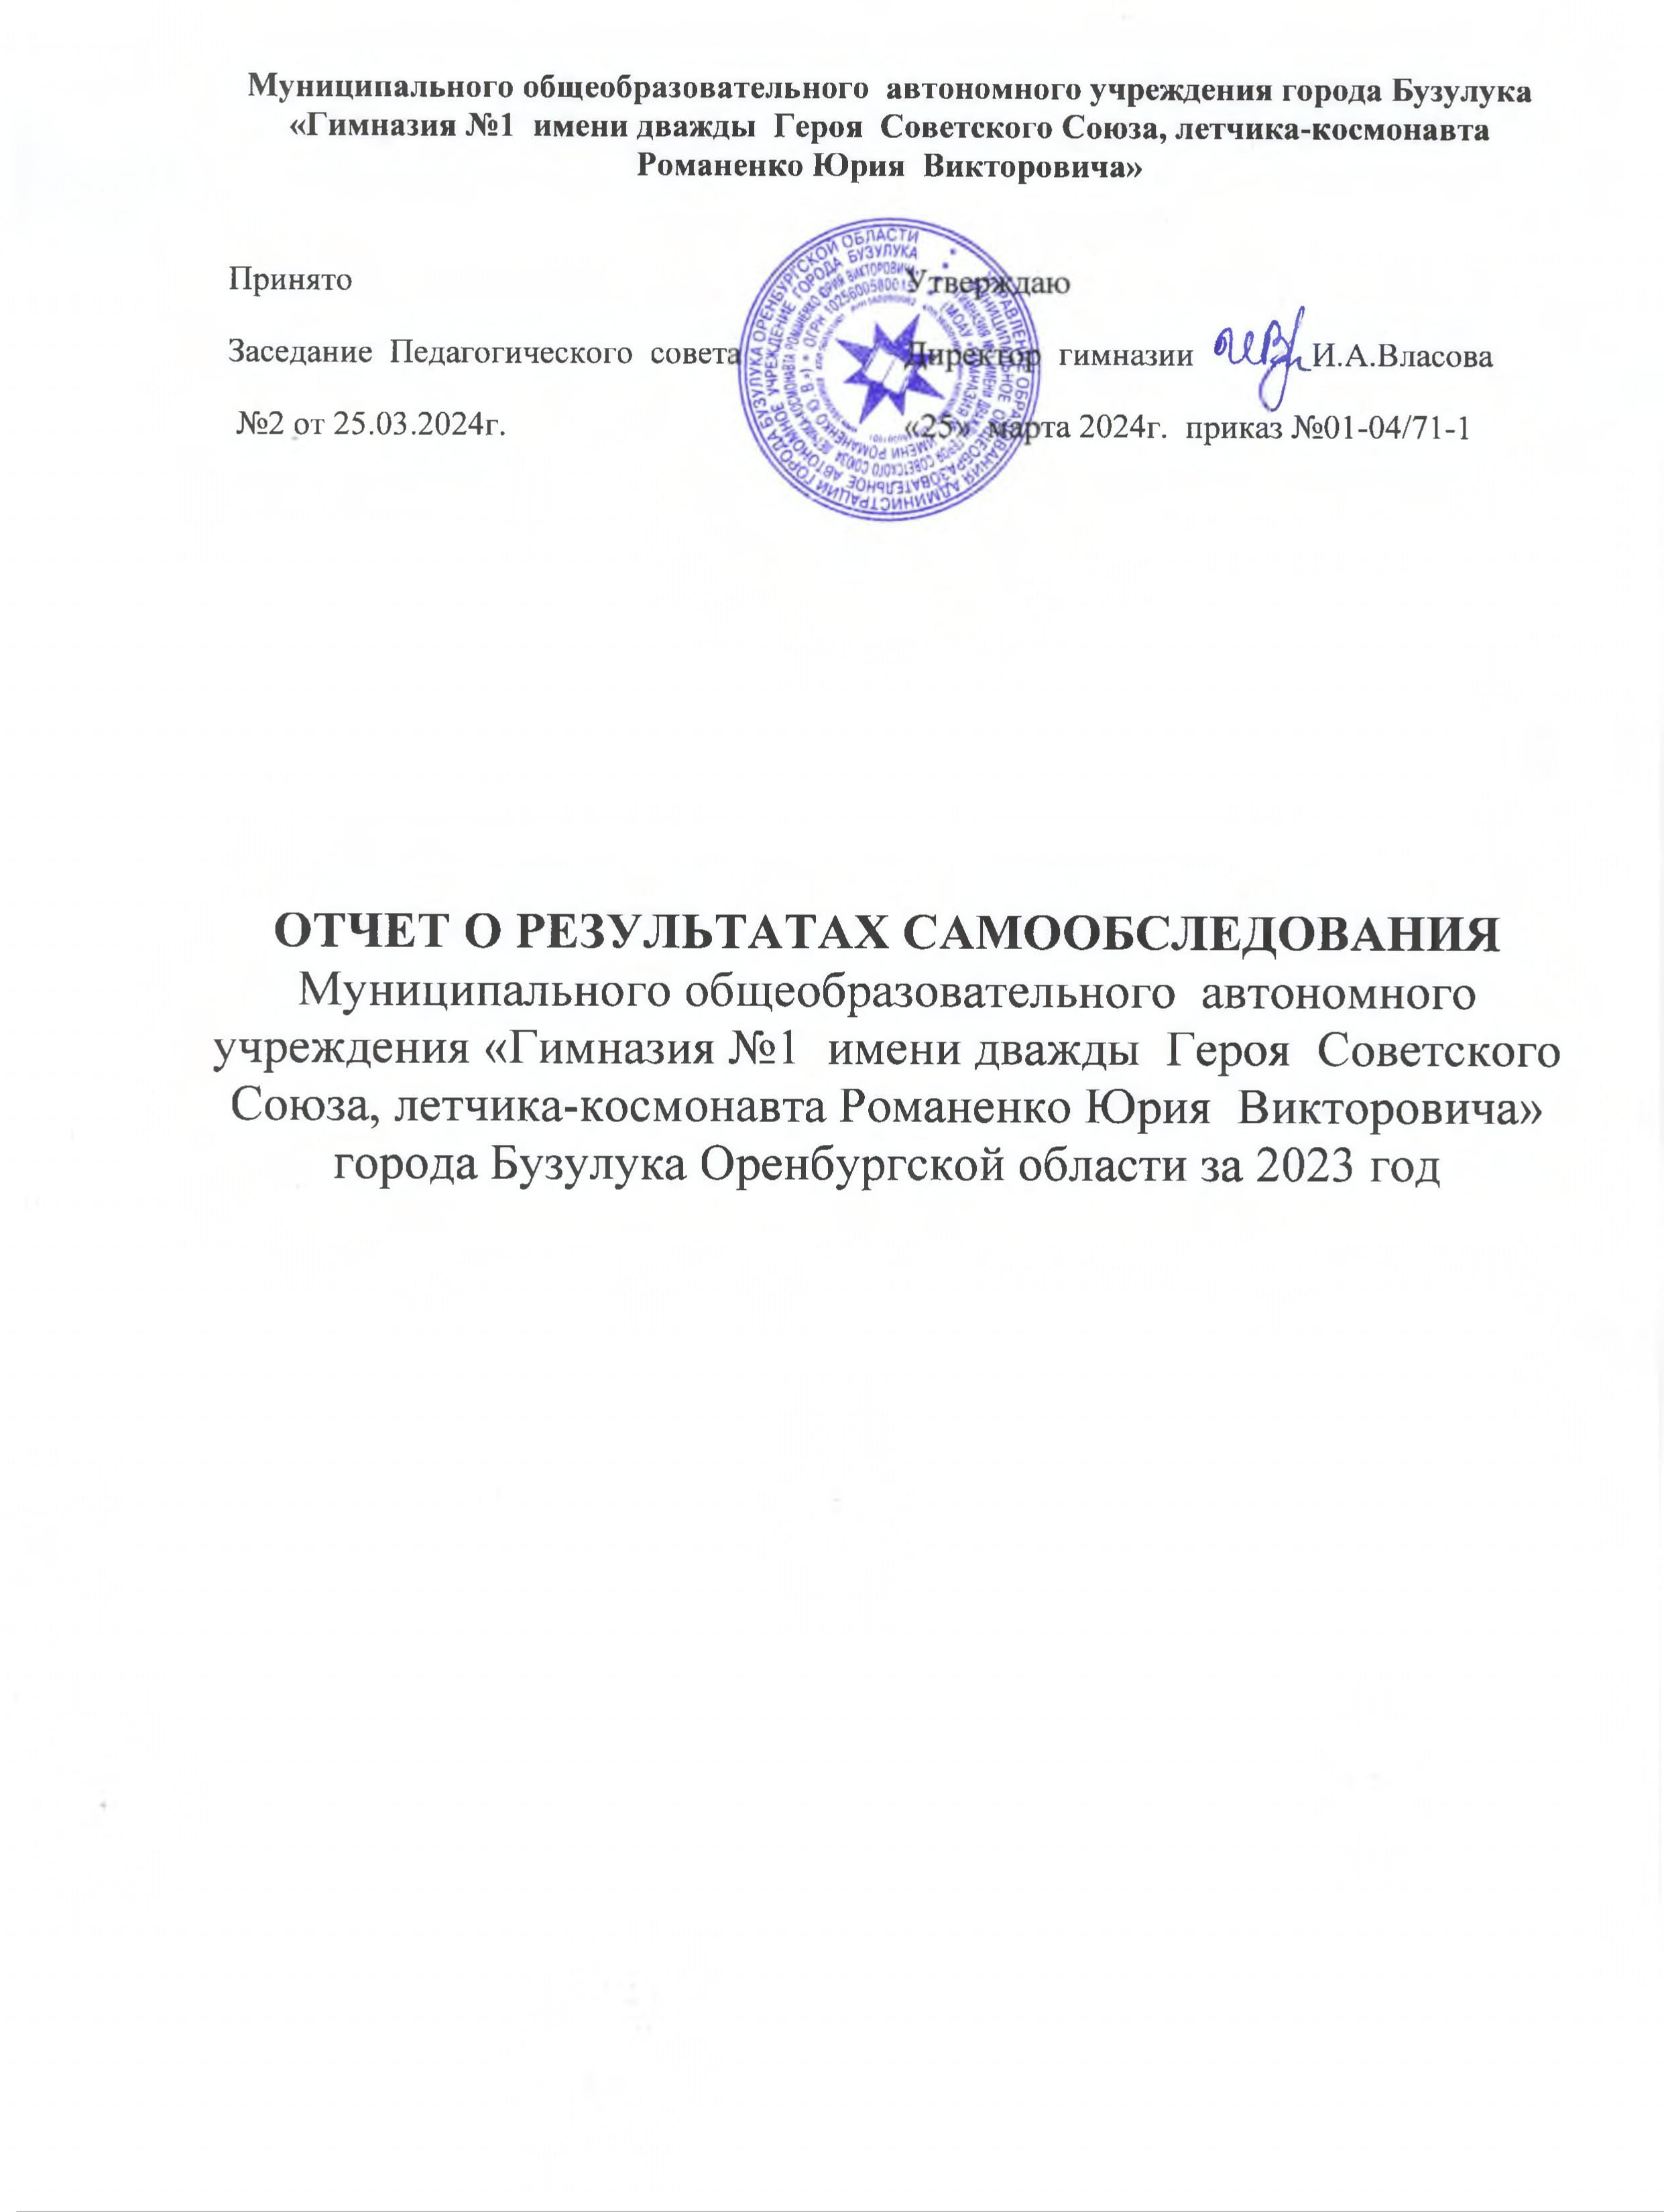 Муниципального общеобразовательного автономного учреждения города Бузулука
«Гимназия №1 имени дважды Героя Советского Союза, летчика-космонавта
Романенко Юрия Викторовича»
Принято
Утверждаю
Заседание Педагогического совета
Директор гимназии И.А.Власова
№2 от 25.03.2024г.
«25» марта 2024г. приказ №01-04/71-1
ОТЧЕТ О РЕЗУЛЬТАТАХ САМООБСЛЕДОВАНИЯ
Муниципального общеобразовательного автономного
учреждения «Гимназия №1 имени дважды Героя Советского
Союза, летчика-космонавта Романенко Юрия Викторовича»
города Бузулука Оренбургской области за 2023 год